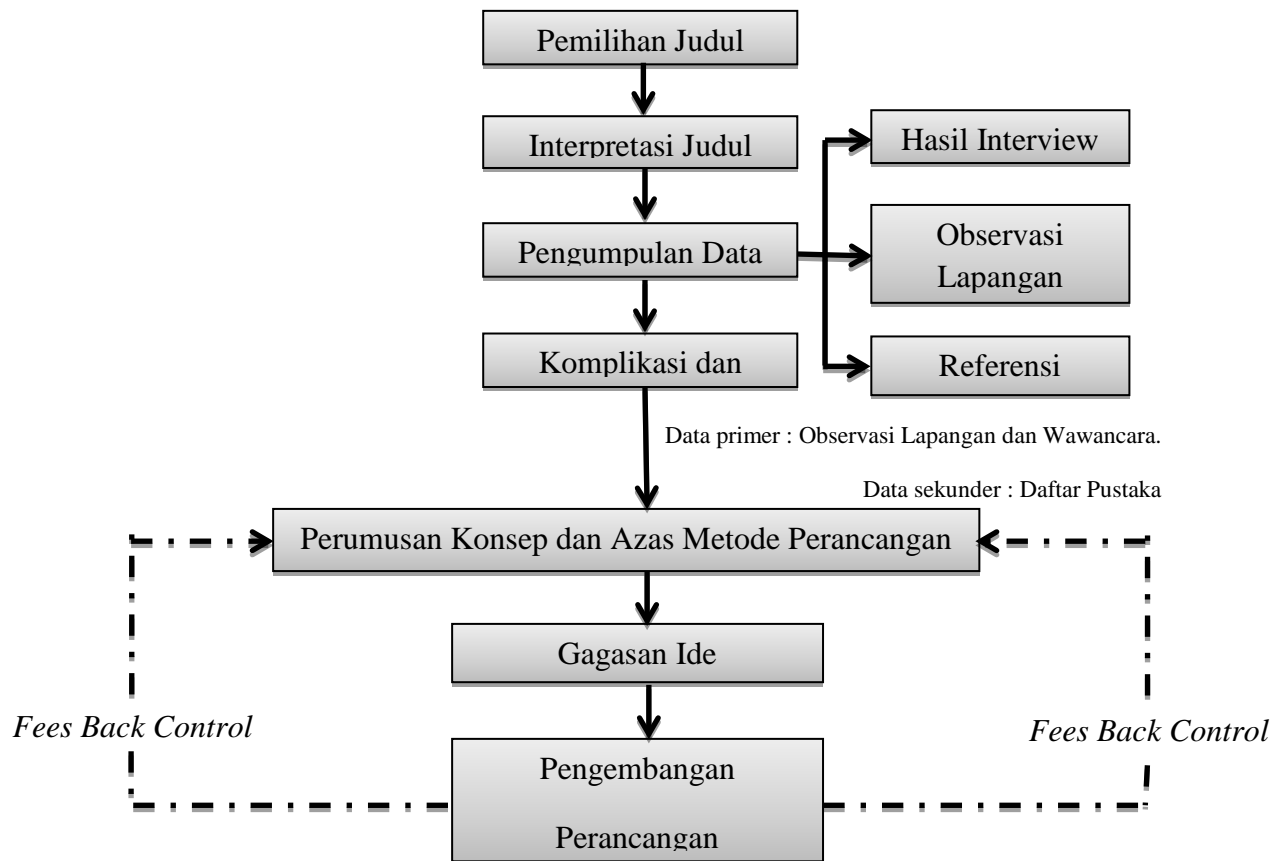 Pemilihan Judul
Interpretasi Judul
Hasil Interview
Pengumpulan Data
Observasi
Lapangan
Komplikasi dan
Referensi
Data primer : Observasi Lapangan dan Wawancara.
Data sekunder : Daftar Pustaka
Perumusan Konsep dan Azas Metode Perancangan
Gagasan Ide
Fees Back Control
Fees Back Control
Pengembangan
Perancangan